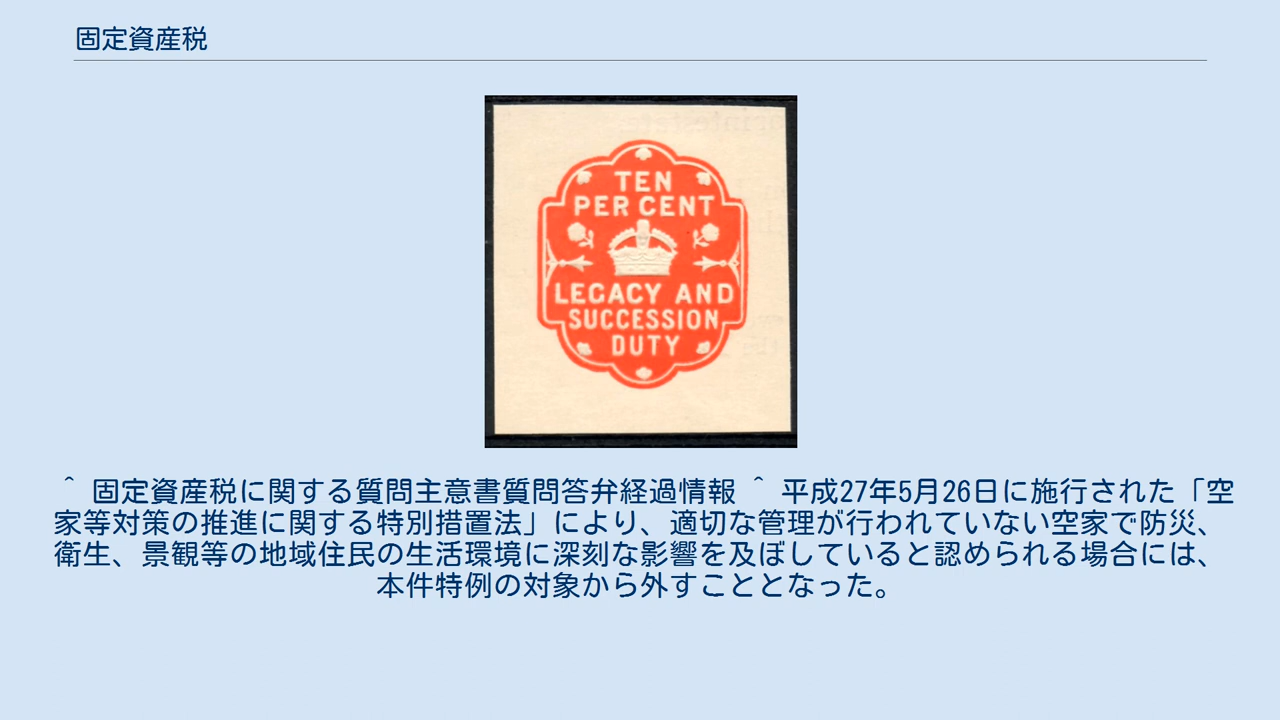 固定資産税
TEN
PER CENT
LEGACY AND
SUCCESSION
DUTY
^ 固定資産税に関する質問主意書質問答弁経過情報 ^ 平成27年5月26日に施行された「空
家等対策の推進に関する特別措置法」により、適切な管理が行われていない空家で防災、
衛生、景観等の地域住民の生活環境に深刻な影響を及ぼしていると認められる場合には、
本件特例の対象から外すこととなった。